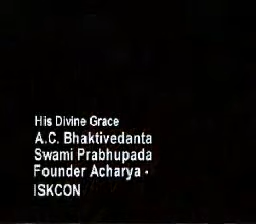 His Divine Grace
A.C. Bhaktivedanta
Swami Prabhupada
Founder Acharya -
ISKCON